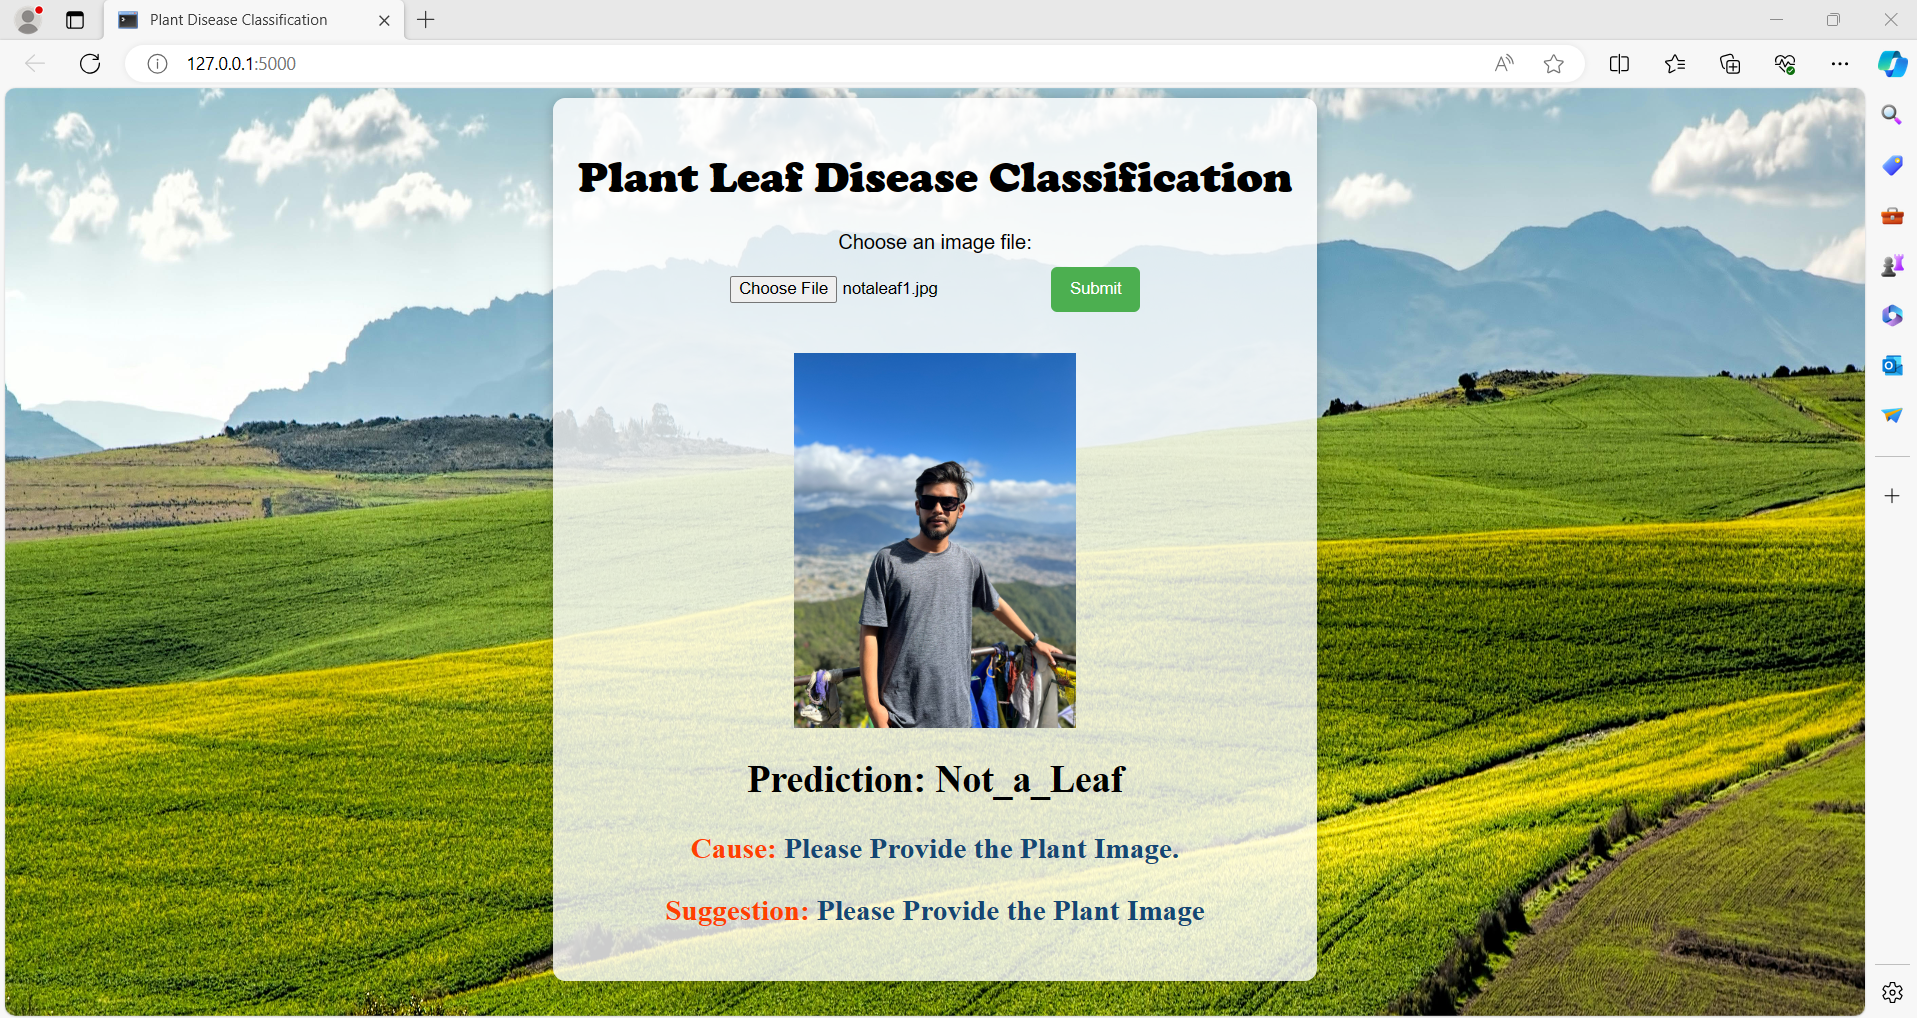 Plant Disease Classification
127.0.0.1:5000
Plant Leaf Disease Classification
Choose an image file:
Choose File notaleaf1.jpg Submit
Prediction: Not_a_Leaf
Cause: Please Provide the Plant Image.
Suggestion: Please Provide the Plant Image